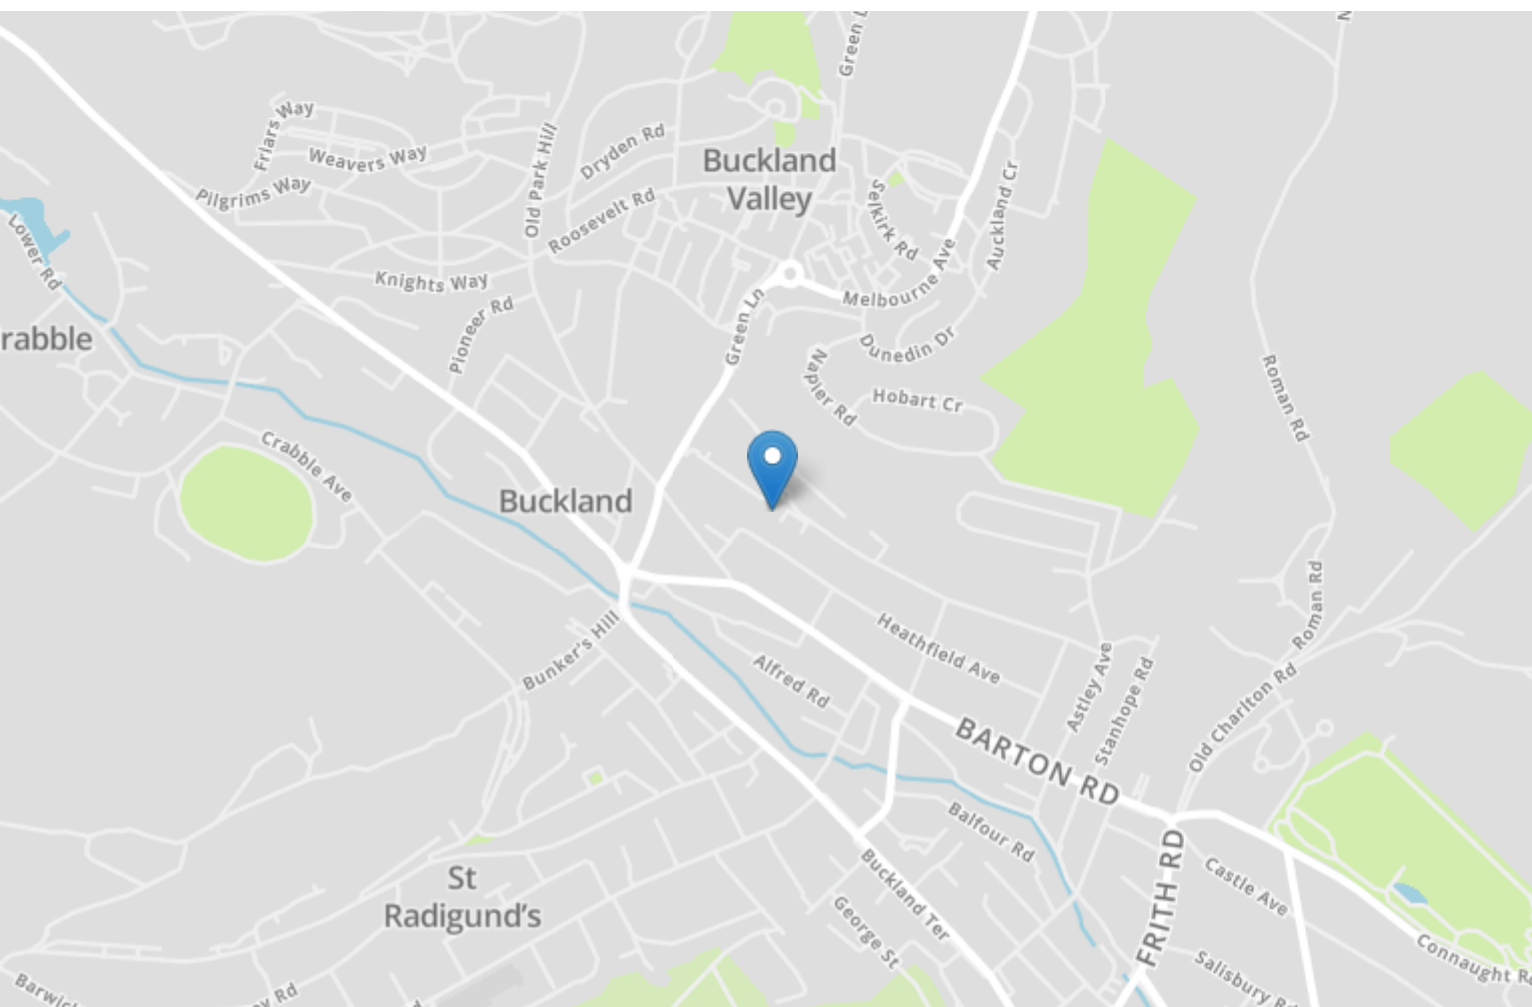 Green L
N
Friars Way
Weavers Way
Pilgrims Way
Old Park Hill
Dryden Rd
Roosevelt Rd
Buckland
Valley
Selkirk Rd
Auckland Cr
Lower Rd
Knights Way
Pioneer Rd
Melbourne Ave
Green Ln
Dunedin Dr
rabble
Napier Rd
Hobart Cr
Roman Rd
Crabble Ave
Buckland
Roman Rd
Bunker's Hill
Heathfield Ave
Alfred Rd
Astley Ave
Stanhope Rd
Old Charlton Rd
BARTON RD
Balfour Rd
FRITH RD
St
Radigund's
Buckland Ter
George St
Castle Ave
Salisbury R
Connaught R
Barwic
Rd